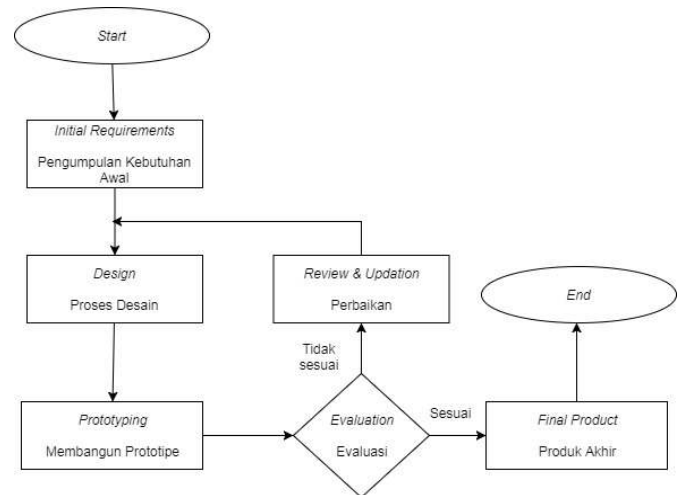 Start
Initial Requirements
Pengumpulan Kebutuhan
Awal
Design
Proses Desain
Review & Updation
Perbaikan
End
Tidak
sesuai
Prototyping
Membangun Prototipe
Evaluation
Evaluasi
Sesuai
Final Product
Produk Akhir